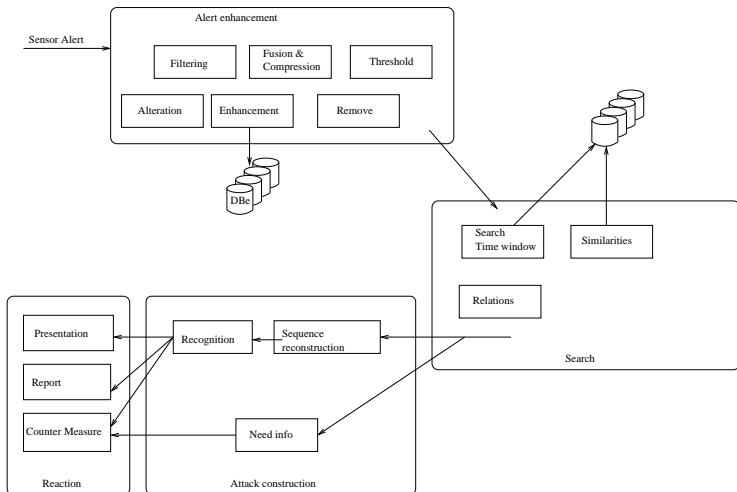 Alert enhancement
Sensor Alert
Filtering
Fusion &
Compression
Threshold
Alteration
Enhancement
Remove
DBe
Search
Time window
Similarities
Relations
Search
Presentation
Recognition
Sequence
reconstruction
Report
Counter Measure
Need info
Reaction
Attack construction